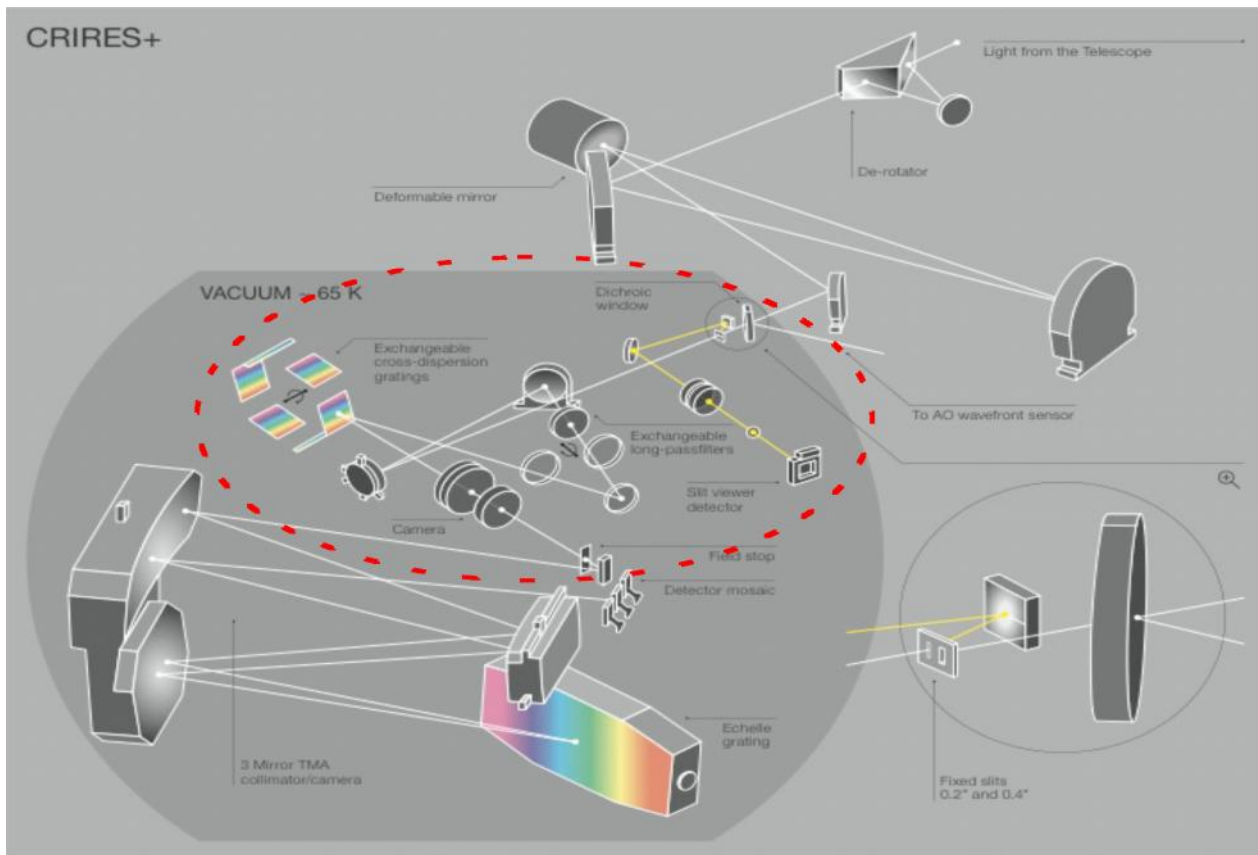 CRIRES+
Light from the Telescope
De-rotator
Deformable mirror
VACUUM ~ 65 K
Dichroic
window
Exchangeable
cross-dispersion
gratings
To AO wavefront sensor
Exchangeable
long-passfilters
Slit viewer
detector
Camera
Field stop
Detector mosaic
Echelle
grating
3 Mirror TMA
collimator/camera
Fixed slits
0.2" and 0.4"